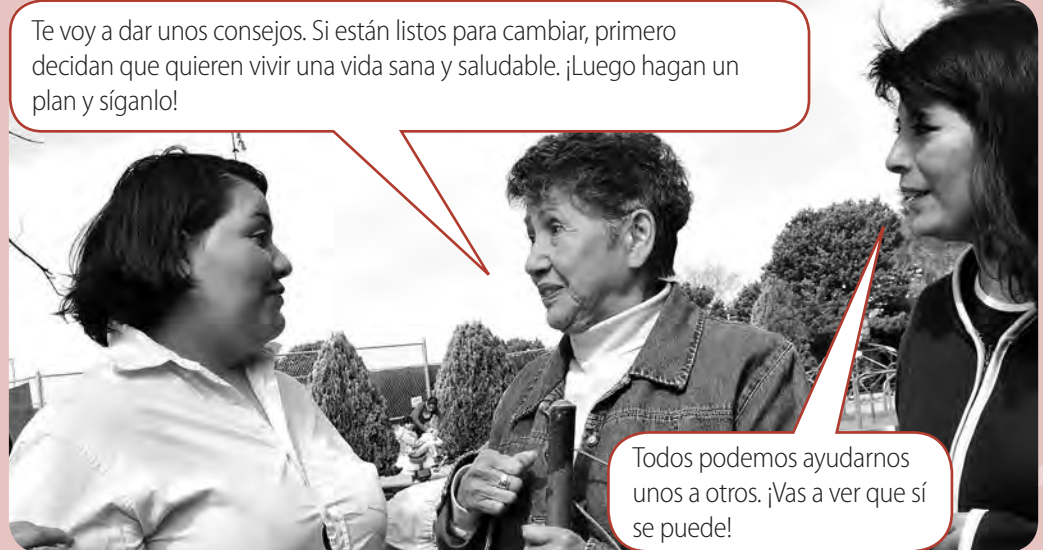 Te voy a dar unos consejos. Si están listos para cambiar, primero
decidan que quieren vivir una vida sana y saludable. ¡Luego hagan un
plan y síganlo!
Todos podemos ayudarnos
unos a otros. ¡Vas a ver que sí
se puede!